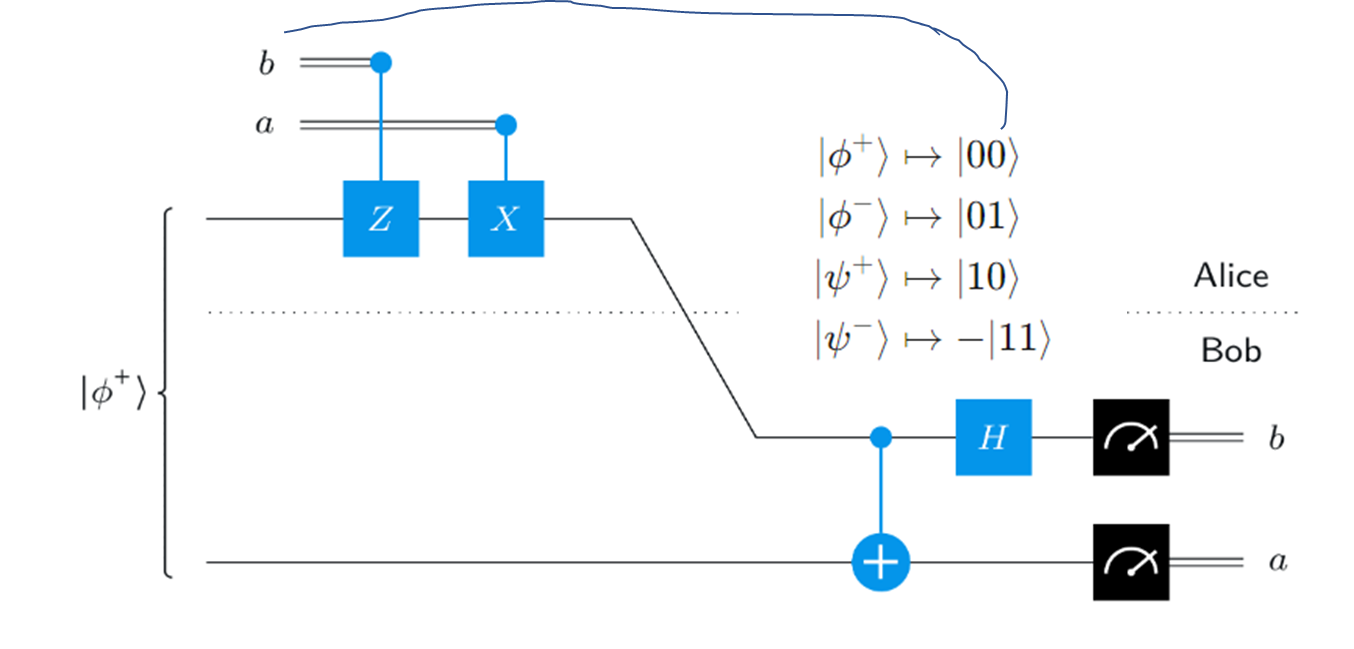 b
a
Z X
|ϕ⁺⟩ ↦ |00⟩
|ϕ⁻⟩ ↦ |01⟩
|ψ⁺⟩ ↦ |10⟩
|ψ⁻⟩ ↦ −|11⟩
Alice
Bob
|ϕ⁺⟩
H
b
a